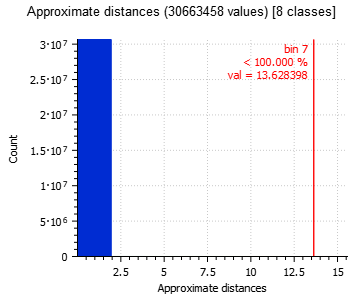 Approximate distances (30663458 values) [8 classes]
bin 7
< 100.000 %
val = 13.628398
Count
3·10⁷
2.5·10⁷
2·10⁷
1.5·10⁷
1·10⁷
5·10⁶
0
2.5 5 7.5 10 12.5 15
Approximate distances